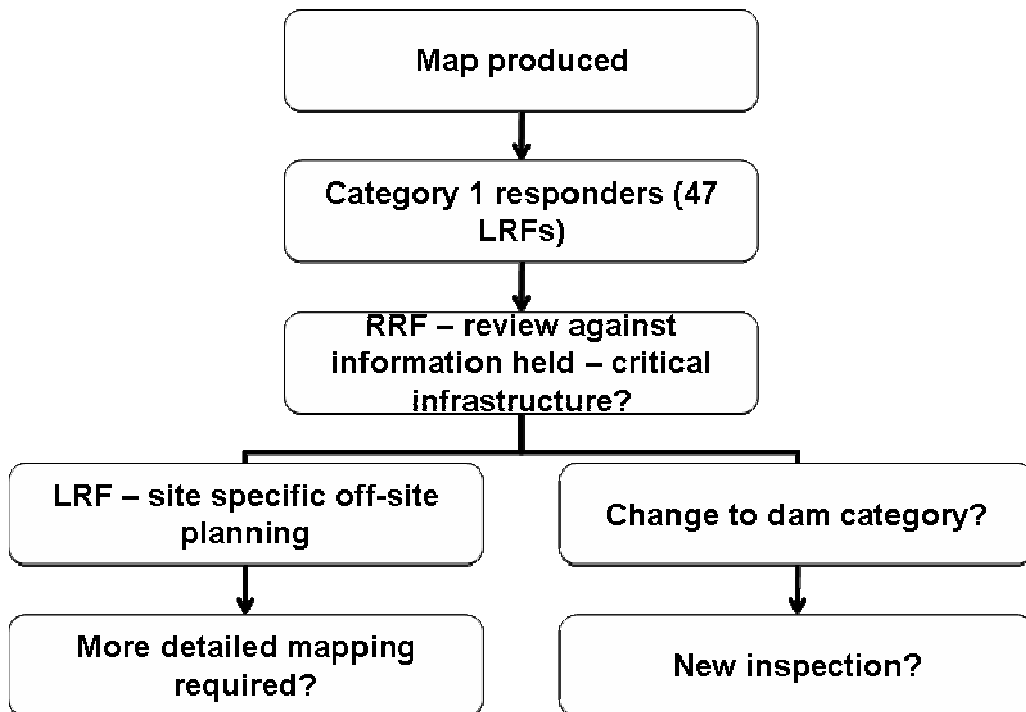 Map produced
Category 1 responders (47
LRFs)
RRF – review against
information held – critical
infrastructure?
LRF – site specific off-site
planning
Change to dam category?
More detailed mapping
required?
New inspection?